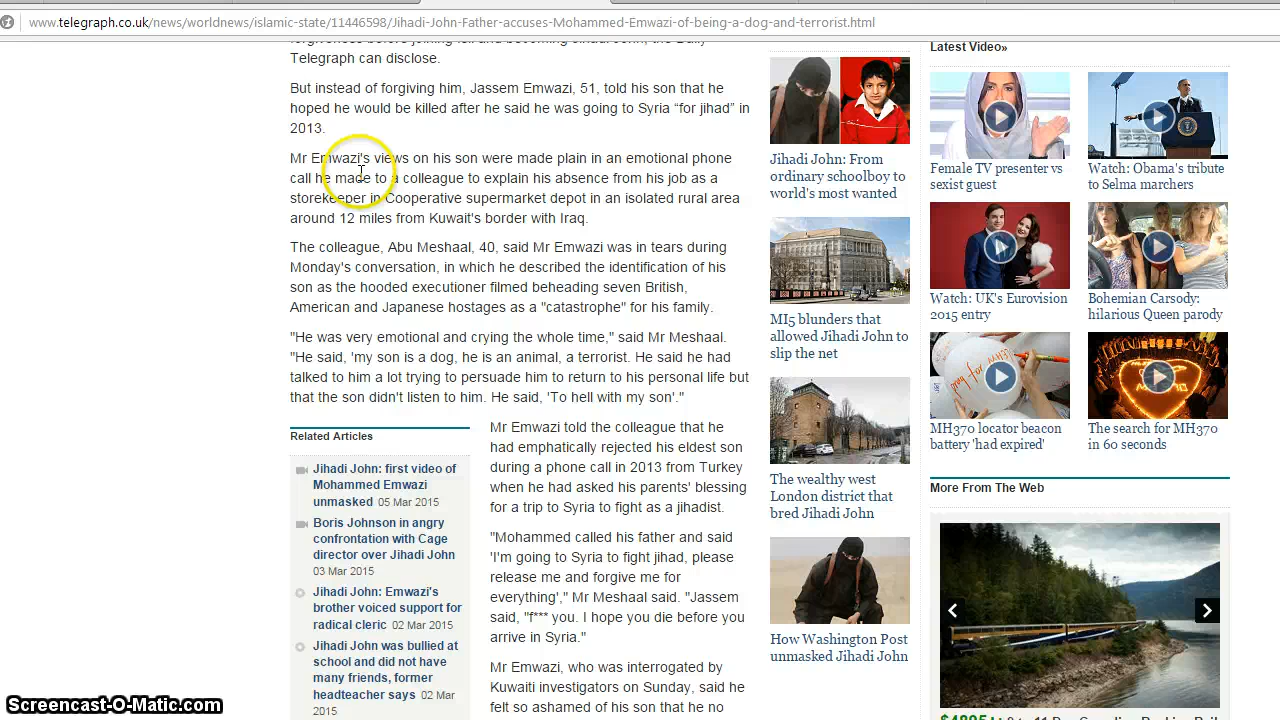 www.telegraph.co.uk/news/worldnews/islamic-state/11446598/Jihadi-John-Father-accuses-Mohammed-Emwazi-of-being-a-dog-and-terrorist.html
Telegraph can disclose.
But instead of forgiving him, Jassem Emwazi, 51, told his son that he
hoped he would be killed after he said he was going to Syria “for jihad” in
2013.
Mr Emwazi's views on his son were made plain in an emotional phone
call he made to a colleague to explain his absence from his job as a
storekeeper in Cooperative supermarket depot in an isolated rural area
around 12 miles from Kuwait's border with Iraq.
The colleague, Abu Meshaal, 40, said Mr Emwazi was in tears during
Monday's conversation, in which he described the identification of his
son as the hooded executioner filmed beheading seven British,
American and Japanese hostages as a "catastrophe" for his family.
"He was very emotional and crying the whole time," said Mr Meshaal.
"He said, 'my son is a dog, he is an animal, a terrorist. He said he had
talked to him a lot trying to persuade him to return to his personal life but
that the son didn't listen to him. He said, 'To hell with my son'."
Related Articles
Jihadi John: first video of
Mohammed Emwazi
unmasked 05 Mar 2015
Boris Johnson in angry
confrontation with Cage
director over Jihadi John
03 Mar 2015
Jihadi John: Emwazi's
brother voiced support for
radical cleric 02 Mar 2015
Jihadi John was bullied at
school and did not have
many friends, former
headteacher says 02 Mar
2015
Mr Emwazi told the colleague that he
had emphatically rejected his eldest son
during a phone call in 2013 from Turkey
when he had asked his parents' blessing
for a trip to Syria to fight as a jihadist.
"Mohammed called his father and said
'I'm going to Syria to fight jihad, please
release me and forgive me for
everything'," Mr Meshaal said. "Jassem
said, "f*** you. I hope you die before you
arrive in Syria."
Mr Emwazi, who was interrogated by
Kuwaiti investigators on Sunday, said he
felt so ashamed of his son that he no
Jihadi John: From
ordinary schoolboy to
world's most wanted
MI5 blunders that
allowed Jihadi John to
slip the net
The wealthy west
London district that
bred Jihadi John
How Washington Post
unmasked Jihadi John
Latest Video»
Female TV presenter vs
sexist guest
Watch: Obama's tribute
to Selma marchers
Watch: UK's Eurovision
2015 entry
Bohemian Carsody:
hilarious Queen parody
MH370 locator beacon
battery 'had expired'
The search for MH370
in 60 seconds
More From The Web
Screencast-O-Matic.com